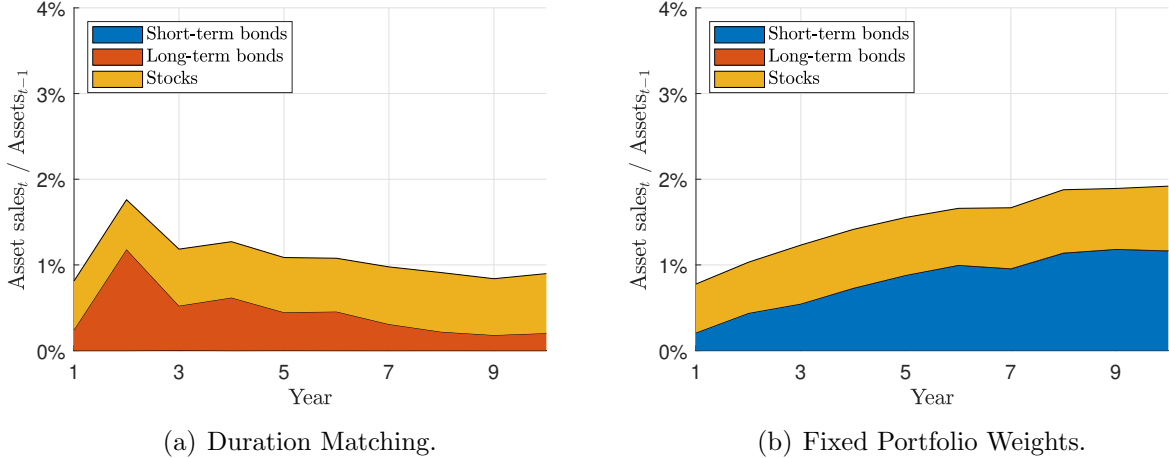 4%
3%
2%
1%
0%
Asset sales_t / Assets_{t−1}
Short-term bonds
Long-term bonds
Stocks
1 3 5 7 9
Year
(a) Duration Matching.
4%
3%
2%
1%
0%
Asset sales_t / Assets_{t−1}
Short-term bonds
Long-term bonds
Stocks
1 3 5 7 9
Year
(b) Fixed Portfolio Weights.